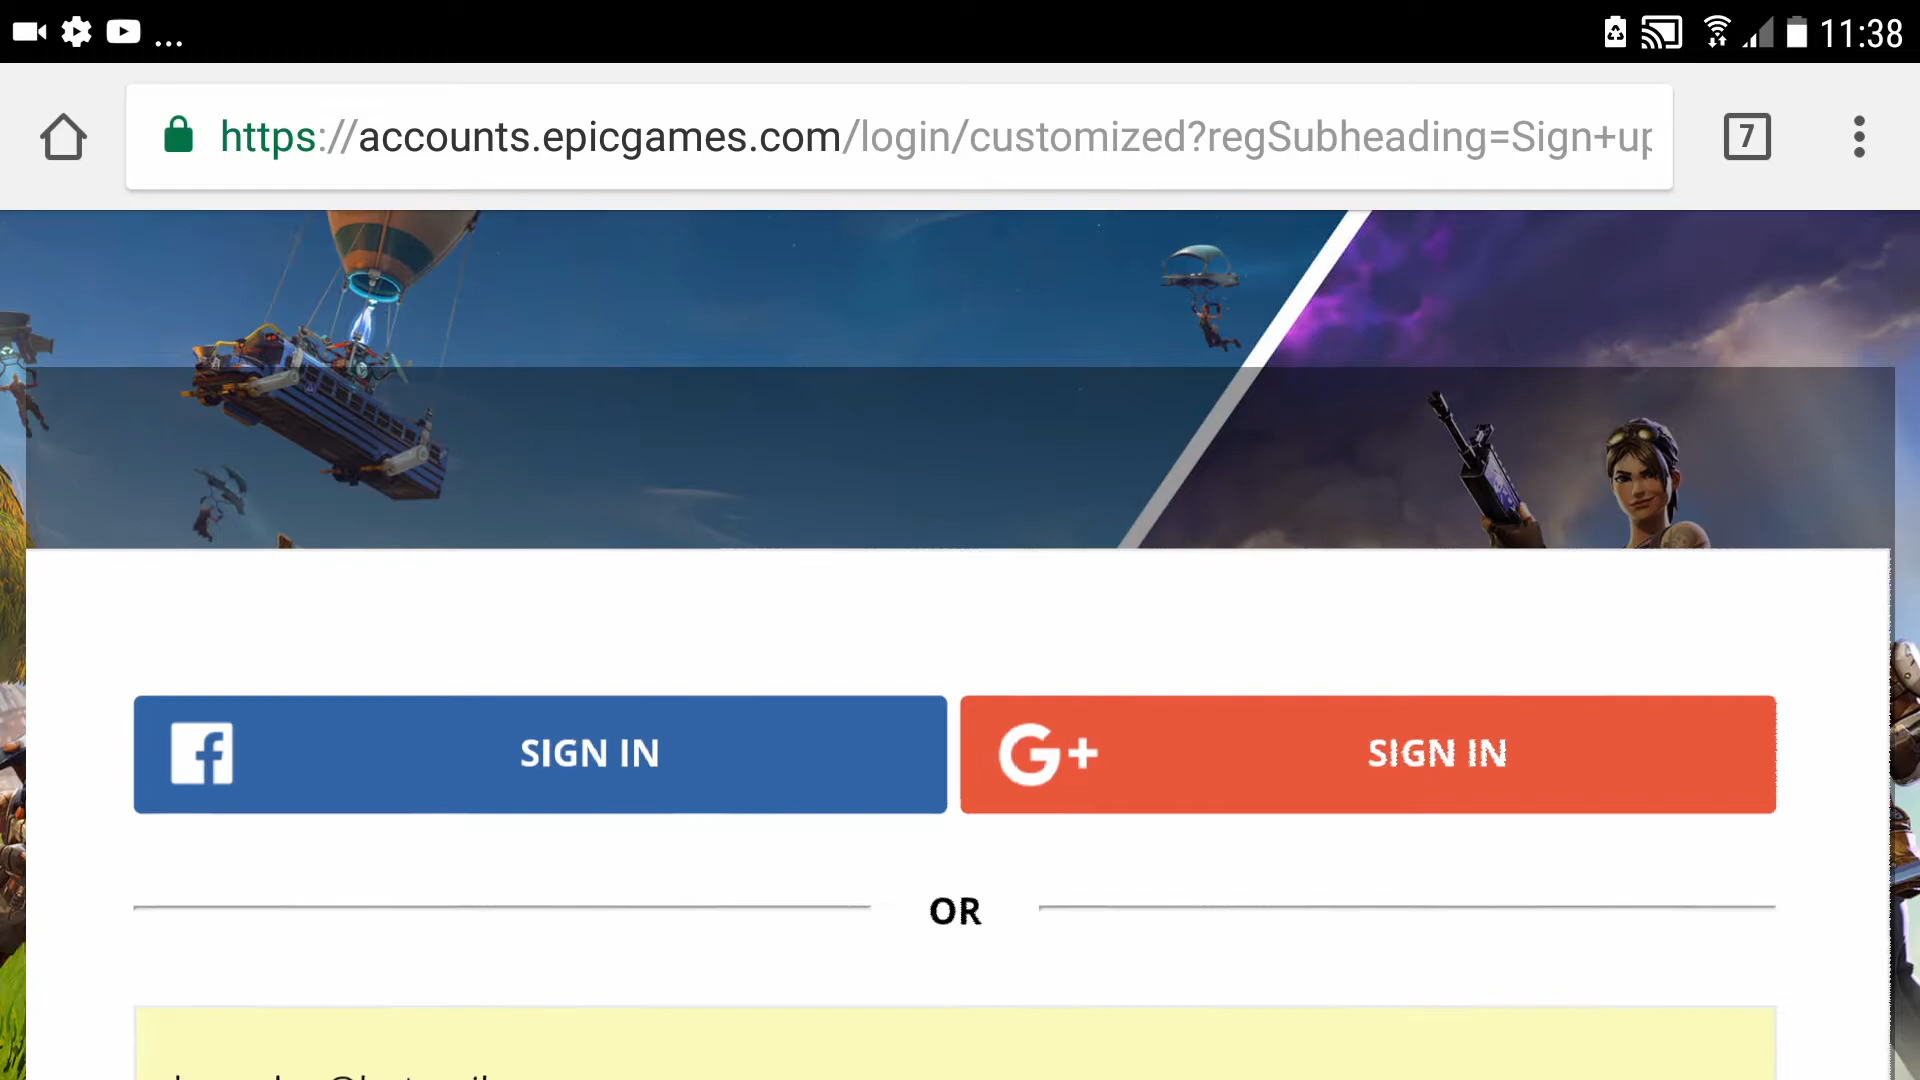 ... 11:38
https://accounts.epicgames.com/login/customized?regSubheading=Sign+up 7
SIGN IN G+ SIGN IN
OR